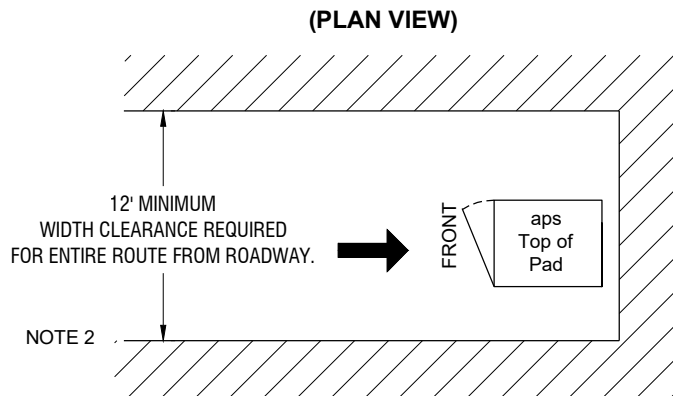 (PLAN VIEW)
12' MINIMUM
WIDTH CLEARANCE REQUIRED
FOR ENTIRE ROUTE FROM ROADWAY.
FRONT
aps
Top of
Pad
NOTE 2